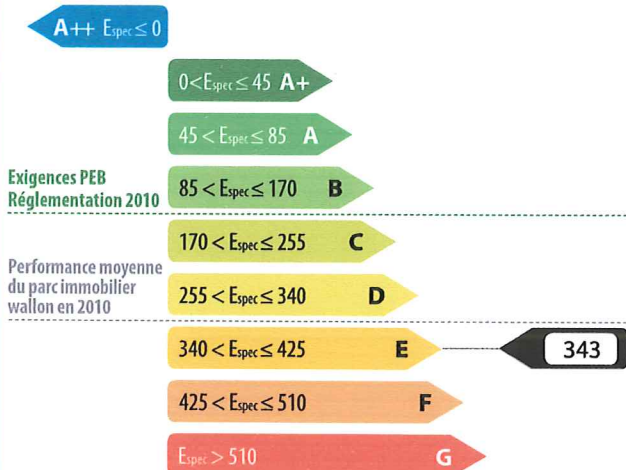 A++ Espec ≤ 0
0 < Espec ≤ 45 A+
45 < Espec ≤ 85 A
Exigences PEB
Réglementation 2010
85 < Espec ≤ 170 B
170 < Espec ≤ 255 C
Performance moyenne
du parc immobilier
wallon en 2010
255 < Espec ≤ 340 D
340 < Espec ≤ 425 E
343
425 < Espec ≤ 510 F
Espec > 510 G